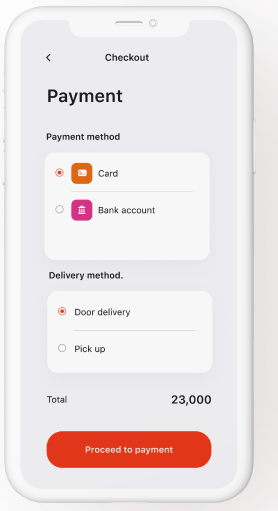 Checkout
Payment
Payment method
Card
Bank account
Delivery method.
Door delivery
Pick up
Total 23,000
Proceed to payment